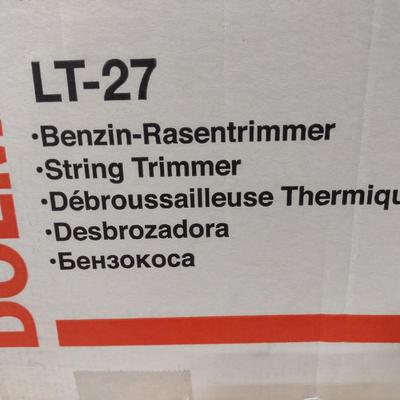 LT-27
·Benzin-Rasentrimmer
·String Trimmer
·Débroussailleuse Thermiqu
·Desbrozadora
·Бензокоса